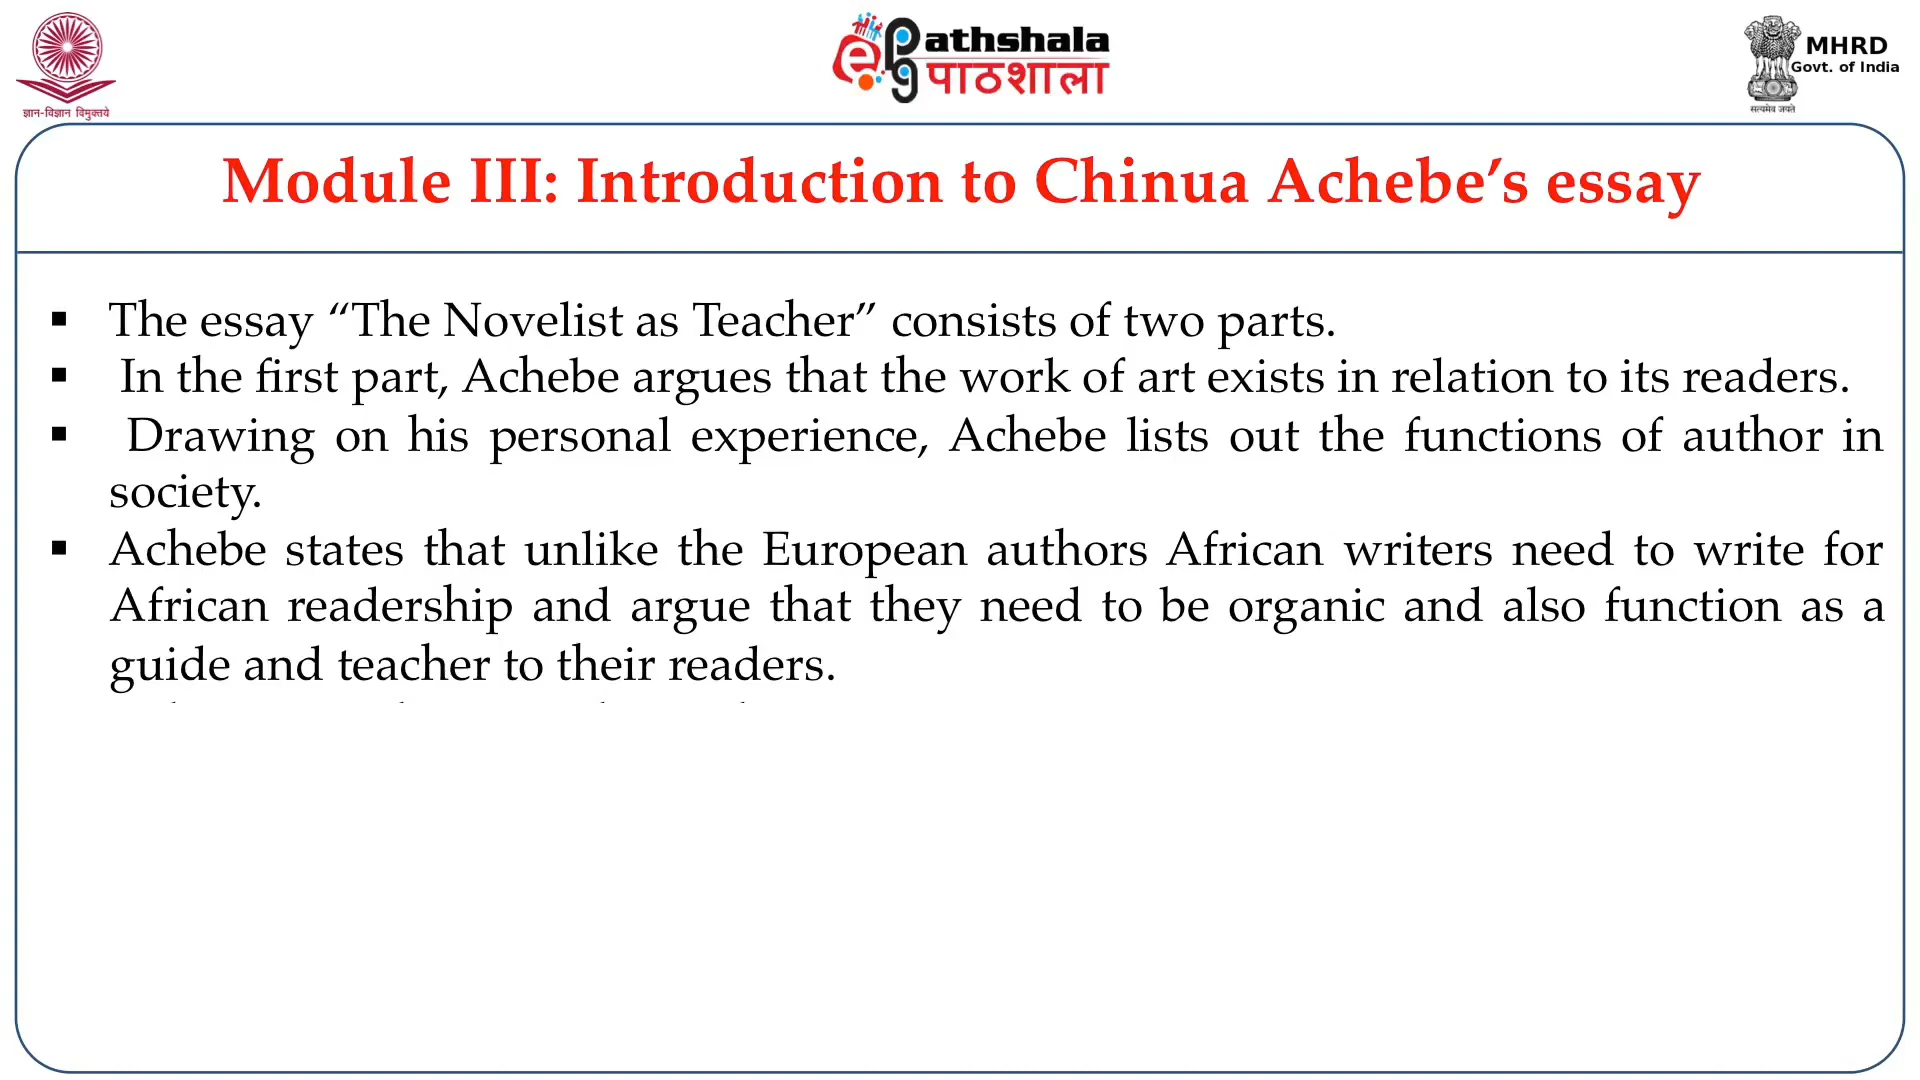 ज्ञान-विज्ञान विमुक्तये
e Pg Pathshala
पाठशाला
MHRD
Govt. of India
सत्यमेव जयते
Module III: Introduction to Chinua Achebe’s essay
▪ The essay “The Novelist as Teacher” consists of two parts.
▪ In the first part, Achebe argues that the work of art exists in relation to its readers.
▪ Drawing on his personal experience, Achebe lists out the functions of author in
society.
▪ Achebe states that unlike the European authors African writers need to write for
African readership and argue that they need to be organic and also function as a
guide and teacher to their readers.